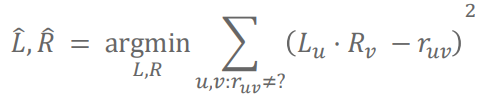 L̂, R̂ = argmin_{L,R} ∑_{u,v:r_{uv}≠?} (L_u · R_v − r_{uv})^2